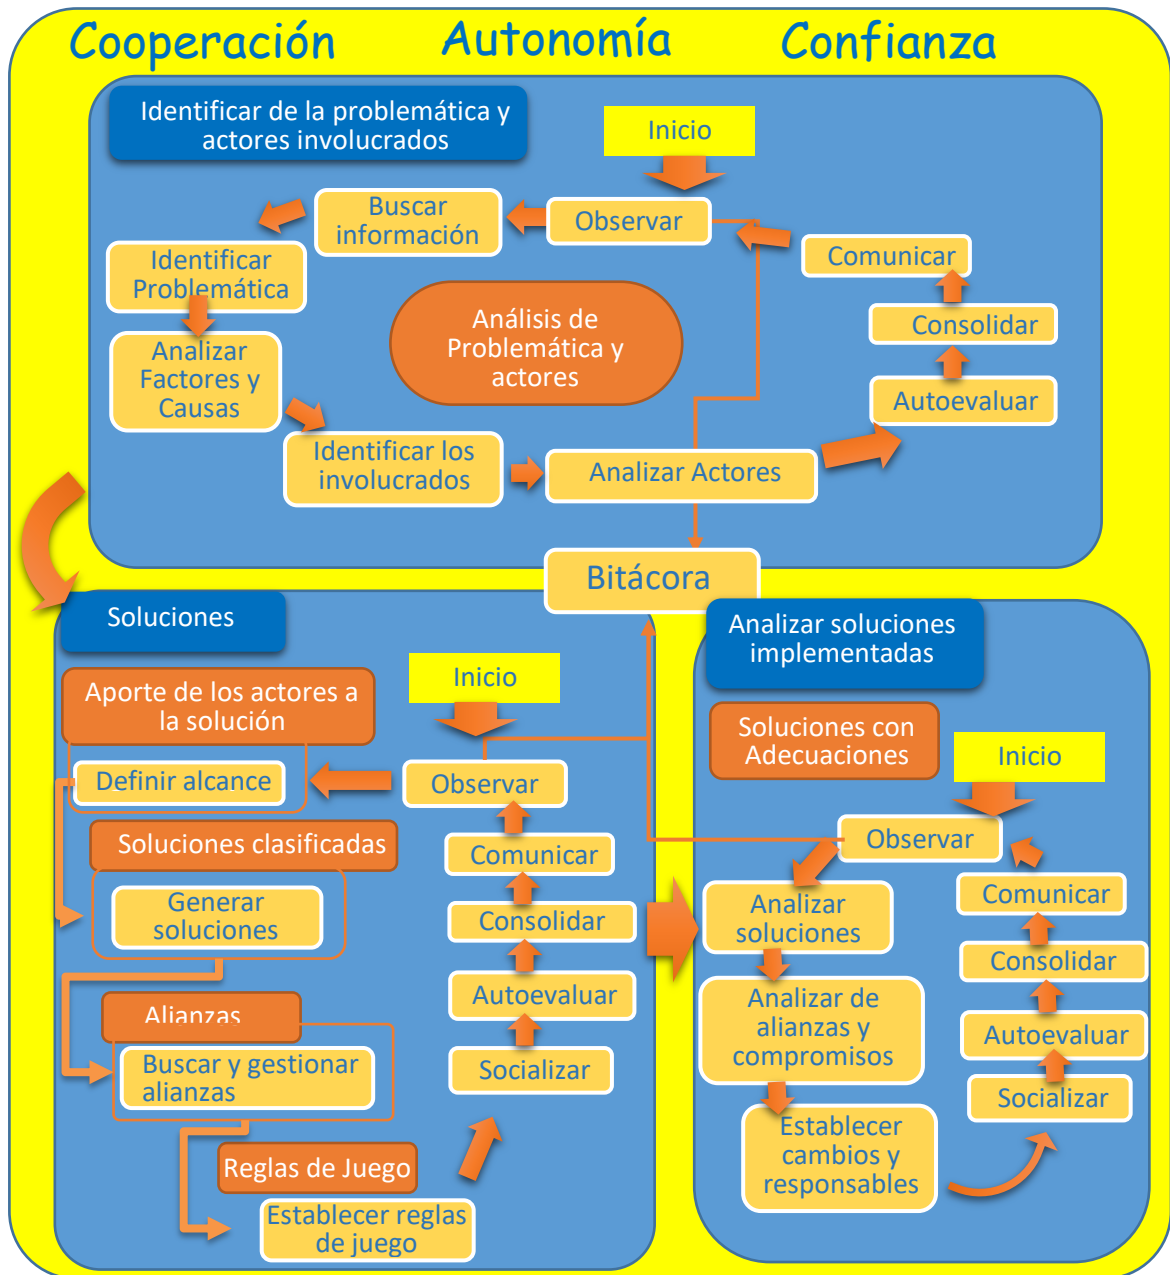 Cooperación
Autonomía
Confianza
Identificar de la problemática y
actores involucrados
Inicio
Observar
Buscar
información
Identificar
Problemática
Analizar
Factores y
Causas
Identificar los
involucrados
Analizar Actores
Análisis de
Problemática y
actores
Comunicar
Consolidar
Autoevaluar
Bitácora
Soluciones
Inicio
Aporte de los actores a
la solución
Definir alcance
Observar
Soluciones clasificadas
Generar
soluciones
Comunicar
Consolidar
Autoevaluar
Socializar
Alianzas
Buscar y gestionar
alianzas
Reglas de Juego
Establecer reglas
de juego
Analizar soluciones
implementadas
Soluciones con
Adecuaciones
Inicio
Observar
Analizar
soluciones
Analizar de
alianzas y
compromisos
Establecer
cambios y
responsables
Comunicar
Consolidar
Autoevaluar
Socializar